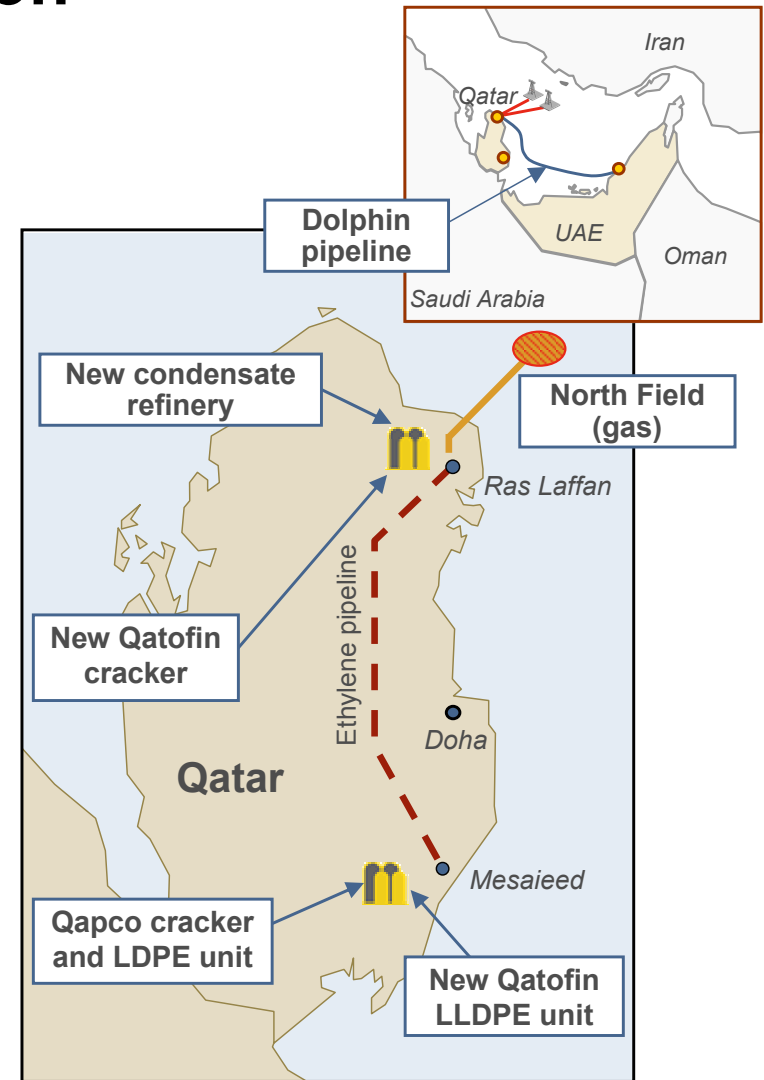 Iran
Qatar
Dolphin
pipeline
UAE
Oman
Saudi Arabia
New condensate
refinery
North Field
(gas)
Ras Laffan
Ethylene pipeline
New Qatofin
cracker
Doha
Qatar
Mesaieed
Qapco cracker
and LDPE unit
New Qatofin
LLDPE unit